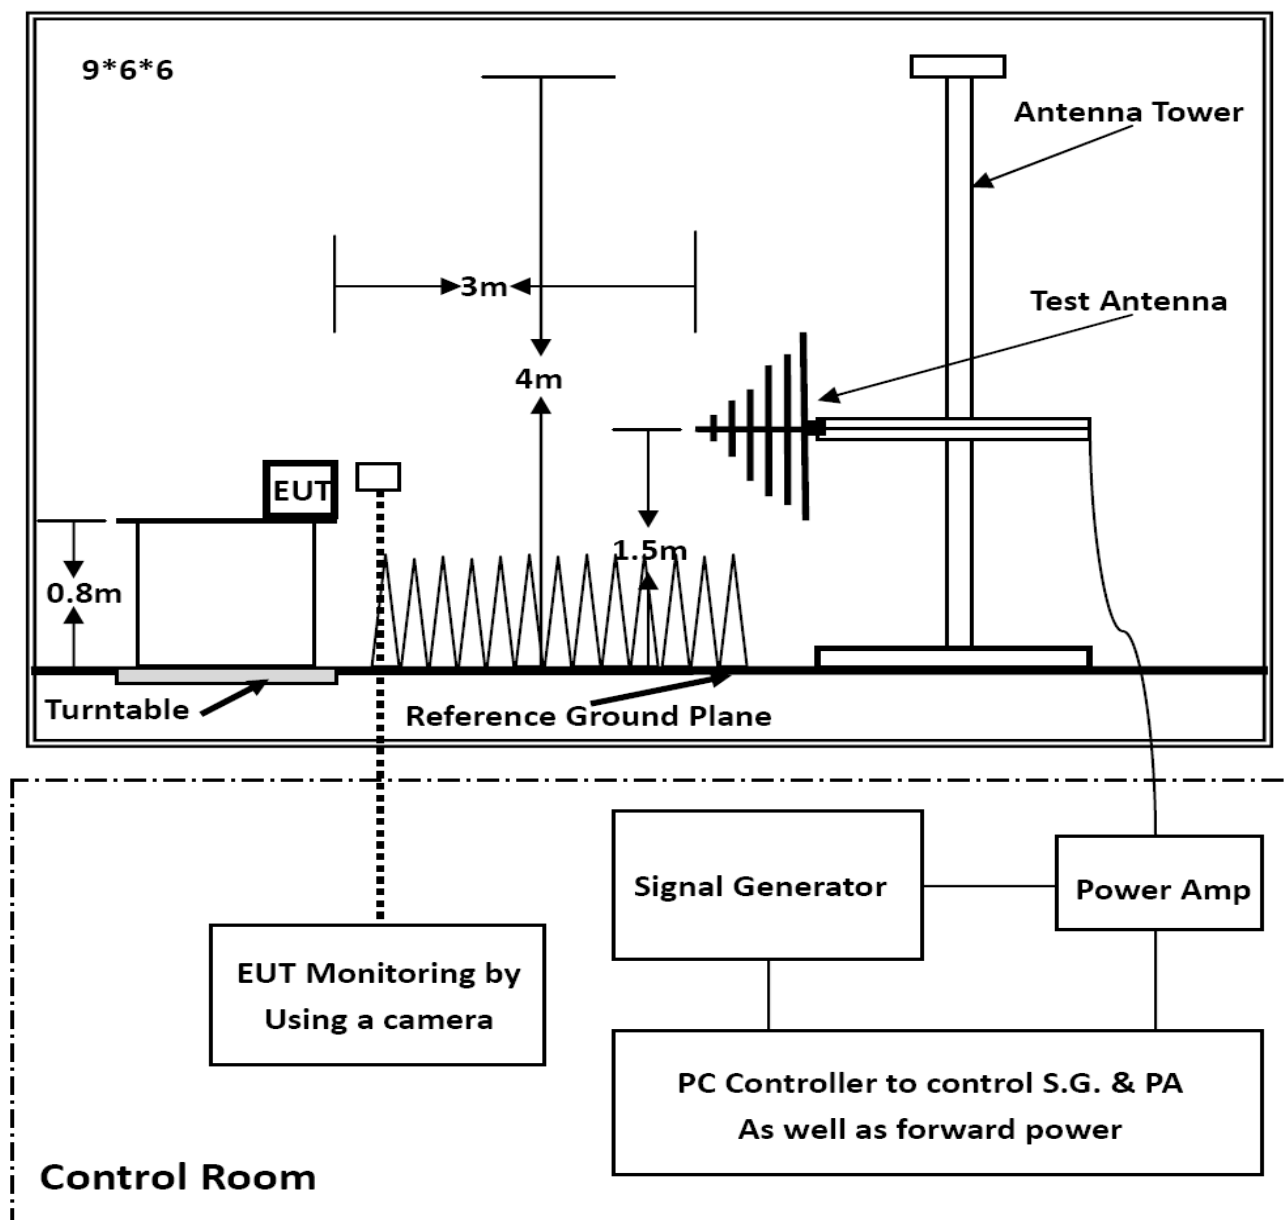 9*6*6
Antenna Tower
3m
Test Antenna
4m
EUT
1.5m
0.8m
Turntable
Reference Ground Plane
Signal Generator
Power Amp
EUT Monitoring by
Using a camera
PC Controller to control S.G. & PA
As well as forward power
Control Room